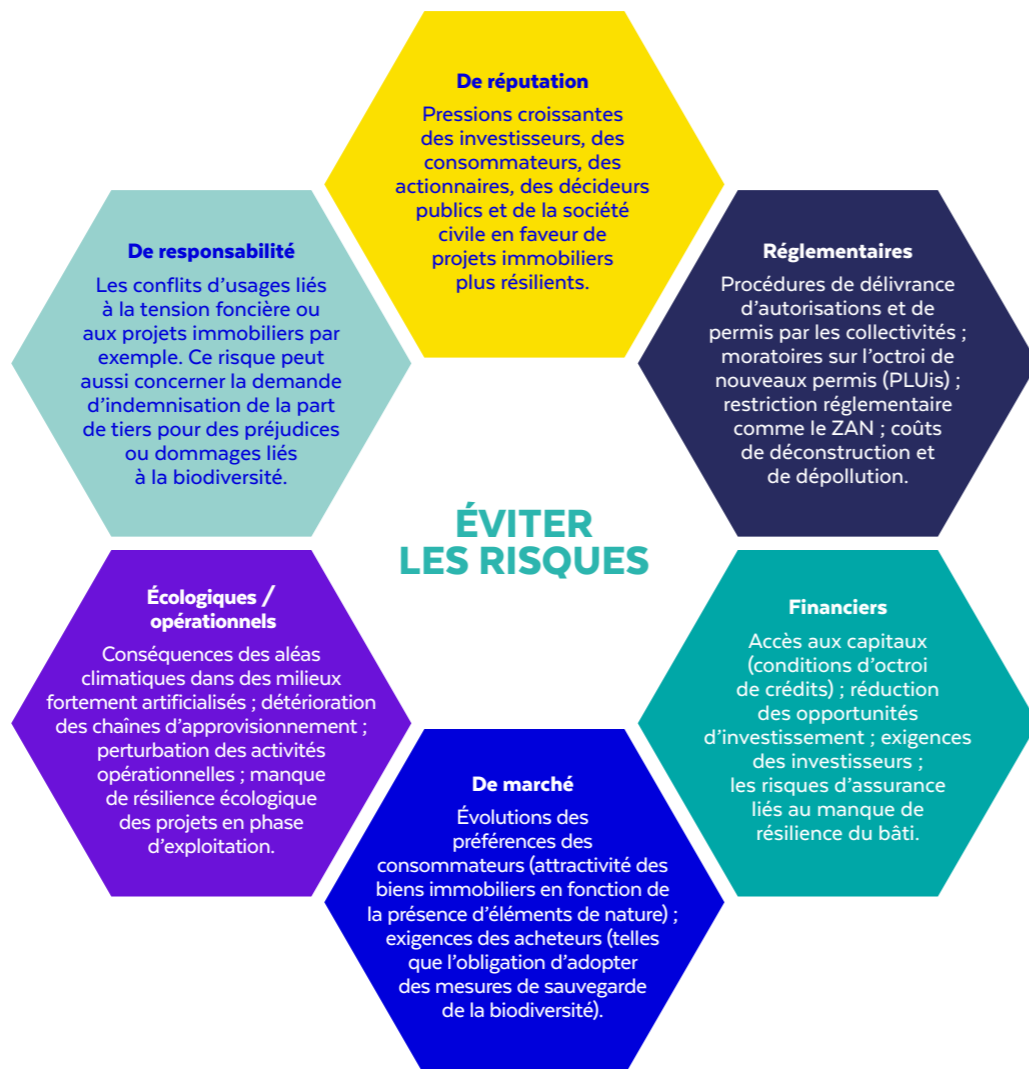 De réputation
Pressions croissantes
des investisseurs, des
consommateurs, des
actionnaires, des décideurs
publics et de la société
civile en faveur de
projets immobiliers
plus résilients.
De responsabilité
Les conflits d’usages liés
à la tension foncière ou
aux projets immobiliers par
exemple. Ce risque peut
aussi concerner la demande
d’indemnisation de la part
de tiers pour des préjudices
ou dommages liés
à la biodiversité.
Réglementaires
Procédures de délivrance
d’autorisations et de
permis par les collectivités ;
moratoires sur l’octroi de
nouveaux permis (PLUis) ;
restriction réglementaire
comme le ZAN ; coûts
de déconstruction et
de dépollution.
ÉVITER
LES RISQUES
Écologiques /
opérationnels
Conséquences des aléas
climatiques dans des milieux
fortement artificialisés ; détérioration
des chaînes d’approvisionnement ;
perturbation des activités
opérationnelles ; manque
de résilience écologique
des projets en phase
d’exploitation.
Financiers
Accès aux capitaux
(conditions d’octroi
de crédits) ; réduction
des opportunités
d’investissement ; exigences
des investisseurs ;
les risques d’assurance
liés au manque de
résilience du bâti.
De marché
Évolutions des
préférences des
consommateurs (attractivité des
biens immobiliers en fonction de
la présence d’éléments de nature) ;
exigences des acheteurs (telles
que l’obligation d’adopter
des mesures de sauvegarde
de la biodiversité).